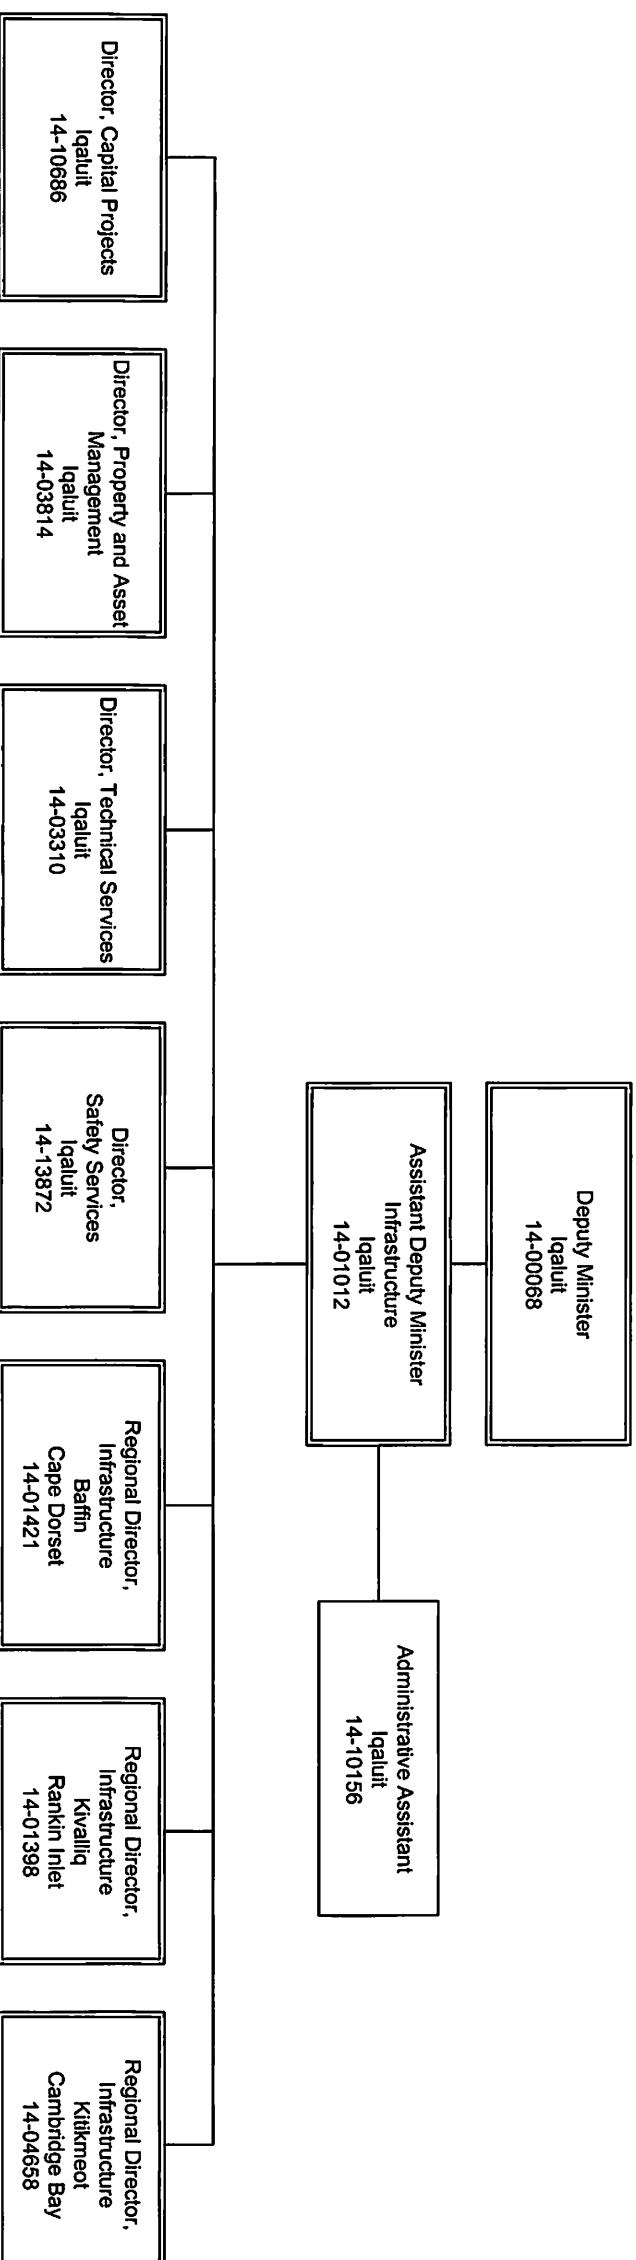 Deputy Minister
Iqaluit
14-00068
Assistant Deputy Minister
Infrastructure
Iqaluit
14-01012
Administrative Assistant
Iqaluit
14-10156
Director, Capital Projects
Iqaluit
14-10686
Director, Property and Asset
Management
Iqaluit
14-03814
Director, Technical Services
Iqaluit
14-03310
Director,
Safety Services
Iqaluit
14-13872
Regional Director,
Infrastructure
Baffin
Cape Dorset
14-01421
Regional Director,
Infrastructure
Kivalliq
Rankin Inlet
14-01398
Regional Director,
Infrastructure
Kitikmeot
Cambridge Bay
14-04658